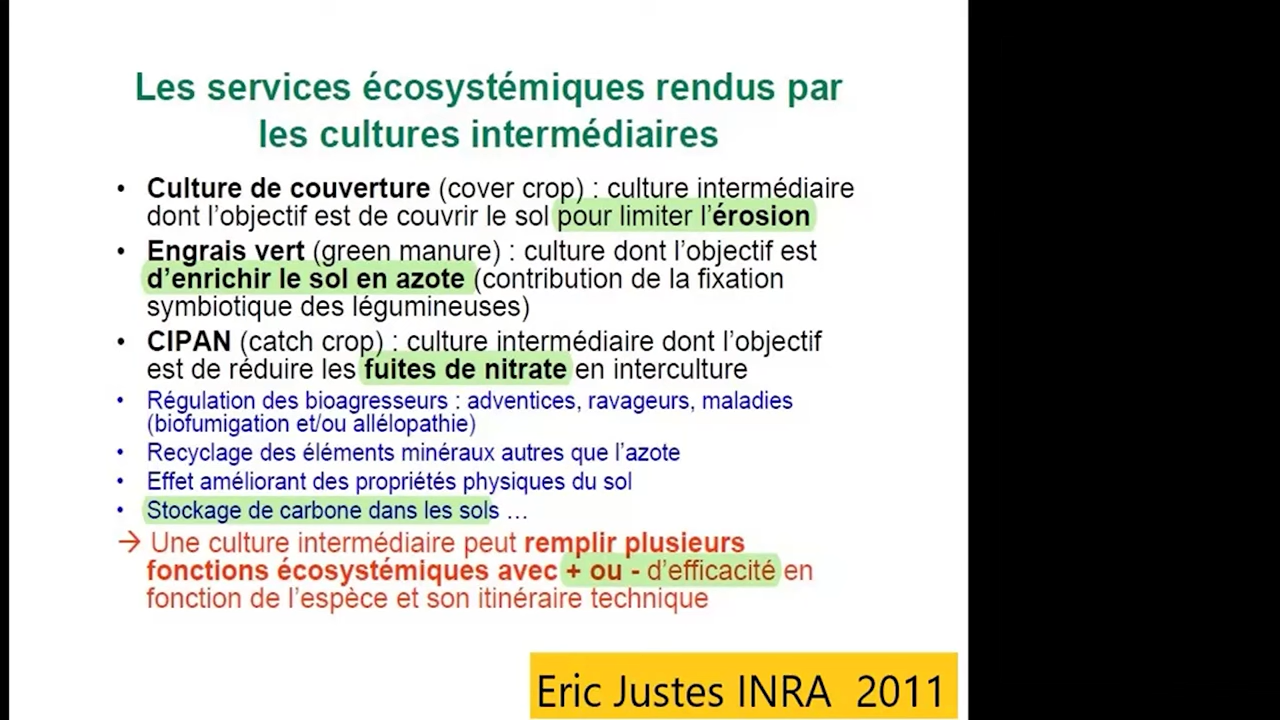 Les services écosystémiques rendus par
les cultures intermédiaires
• Culture de couverture (cover crop) : culture intermédiaire
dont l'objectif est de couvrir le sol pour limiter l'érosion
• Engrais vert (green manure) : culture dont l'objectif est
d'enrichir le sol en azote (contribution de la fixation
symbiotique des légumineuses)
• CIPAN (catch crop) : culture intermédiaire dont l'objectif
est de réduire les fuites de nitrate en interculture
• Régulation des bioagresseurs : adventices, ravageurs, maladies
(biofumigation et/ou allélopathie)
• Recyclage des éléments minéraux autres que l'azote
• Effet améliorant des propriétés physiques du sol
• Stockage de carbone dans les sols …
→ Une culture intermédiaire peut remplir plusieurs
fonctions écosystémiques avec + ou - d'efficacité en
fonction de l'espèce et son itinéraire technique
Eric Justes INRA 2011